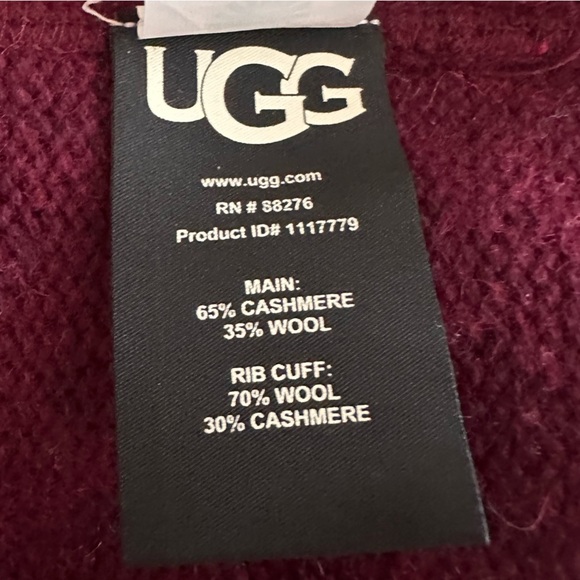 UGG
www.ugg.com
RN # 88276
Product ID# 1117779
MAIN:
65% CASHMERE
35% WOOL
RIB CUFF:
70% WOOL
30% CASHMERE